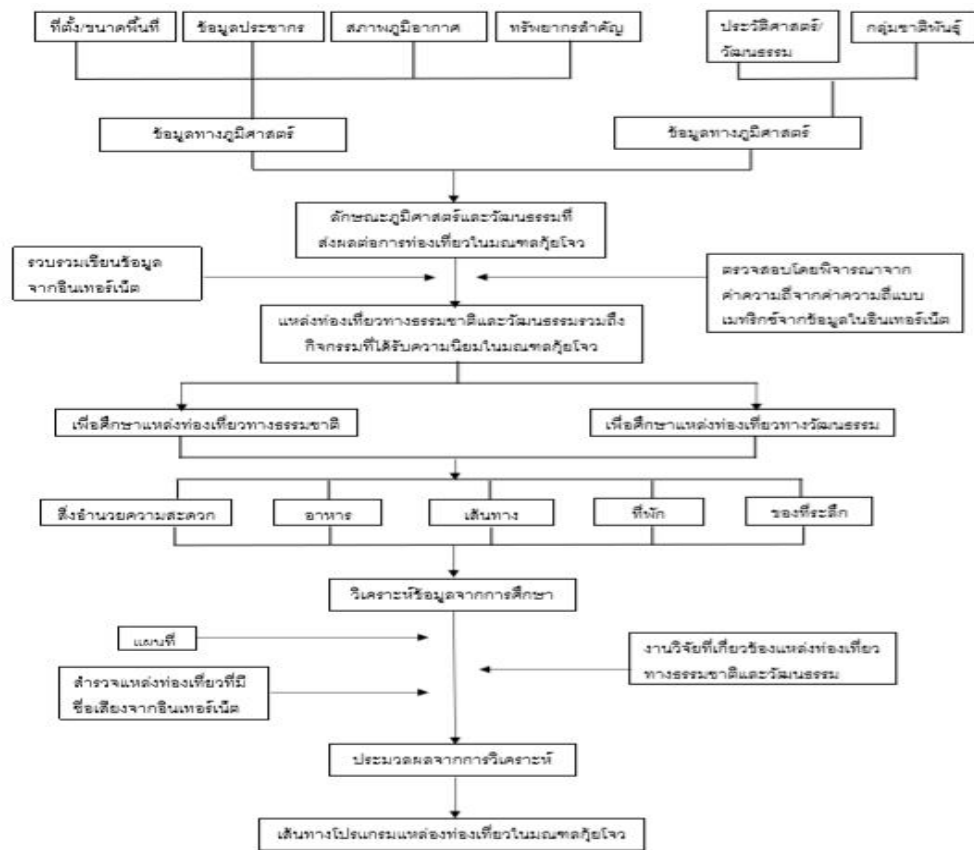 ที่ตั้ง/ขนาดพื้นที่
ข้อมูลประชากร
สภาพภูมิอากาศ
ทรัพยากรสำคัญ
ประวัติศาสตร์/
วัฒนธรรม
กลุ่มชาติพันธุ์
ข้อมูลทางภูมิศาสตร์
ข้อมูลทางภูมิศาสตร์
ลักษณะภูมิศาสตร์และวัฒนธรรมที่
ส่งผลต่อการท่องเที่ยวในมณฑลกุ้ยโจว
รวบรวมเขียนข้อมูล
จากอินเทอร์เน็ต
ตรวจสอบโดยพิจารณาจาก
ค่าความถี่จากค่าความถี่แบบ
เมทริกซ์จากข้อมูลในอินเทอร์เน็ต
แหล่งท่องเที่ยวทางธรรมชาติและวัฒนธรรมรวมถึง
กิจกรรมที่ได้รับความนิยมในมณฑลกุ้ยโจว
เพื่อศึกษาแหล่งท่องเที่ยวทางธรรมชาติ
เพื่อศึกษาแหล่งท่องเที่ยวทางวัฒนธรรม
สิ่งอำนวยความสะดวก
อาหาร
เส้นทาง
ที่พัก
ของที่ระลึก
วิเคราะห์ข้อมูลจากการศึกษา
แผนที่
งานวิจัยที่เกี่ยวข้องแหล่งท่องเที่ยว
ทางธรรมชาติและวัฒนธรรม
สำรวจแหล่งท่องเที่ยวที่มี
ชื่อเสียงจากอินเทอร์เน็ต
ประมวลผลจากการวิเคราะห์
เส้นทางโปรแกรมแหล่องท่องเที่ยวในมณฑลกุ้ยโจว